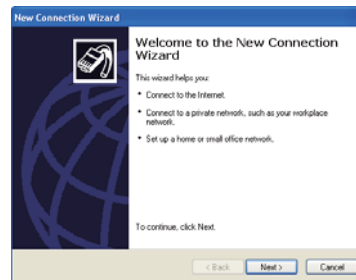 New Connection Wizard
Welcome to the New Connection
Wizard
This wizard helps you:
• Connect to the Internet.
• Connect to a private network, such as your workplace
network.
• Set up a home or small office network.
To continue, click Next.
< Back
Next >
Cancel